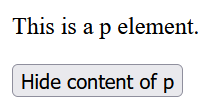 This is a p element.
Hide content of p